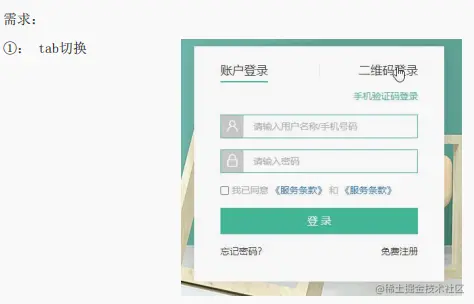 需求：
①： tab切换
账户登录 二维码登录
手机验证码登录
请输入用户名称/手机号码
请输入密码
我已同意 《服务条款》 和 《服务条款》
登 录
忘记密码？ 免费注册
@稀土掘金技术社区